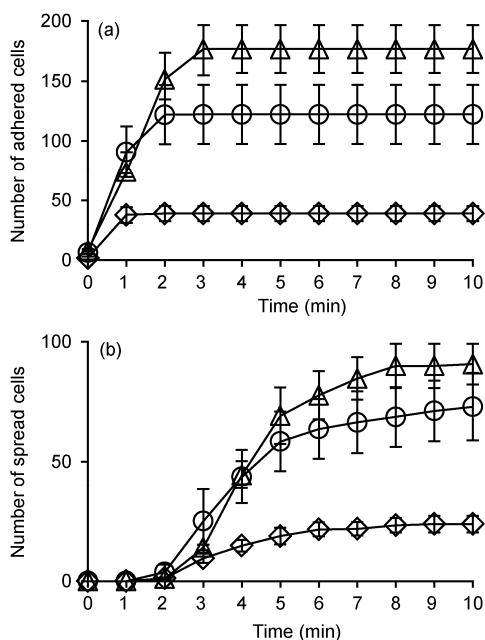 (a)
Number of adhered cells
200
150
100
50
0
0 1 2 3 4 5 6 7 8 9 10
Time (min)
(b)
Number of spread cells
100
50
0
0 1 2 3 4 5 6 7 8 9 10
Time (min)